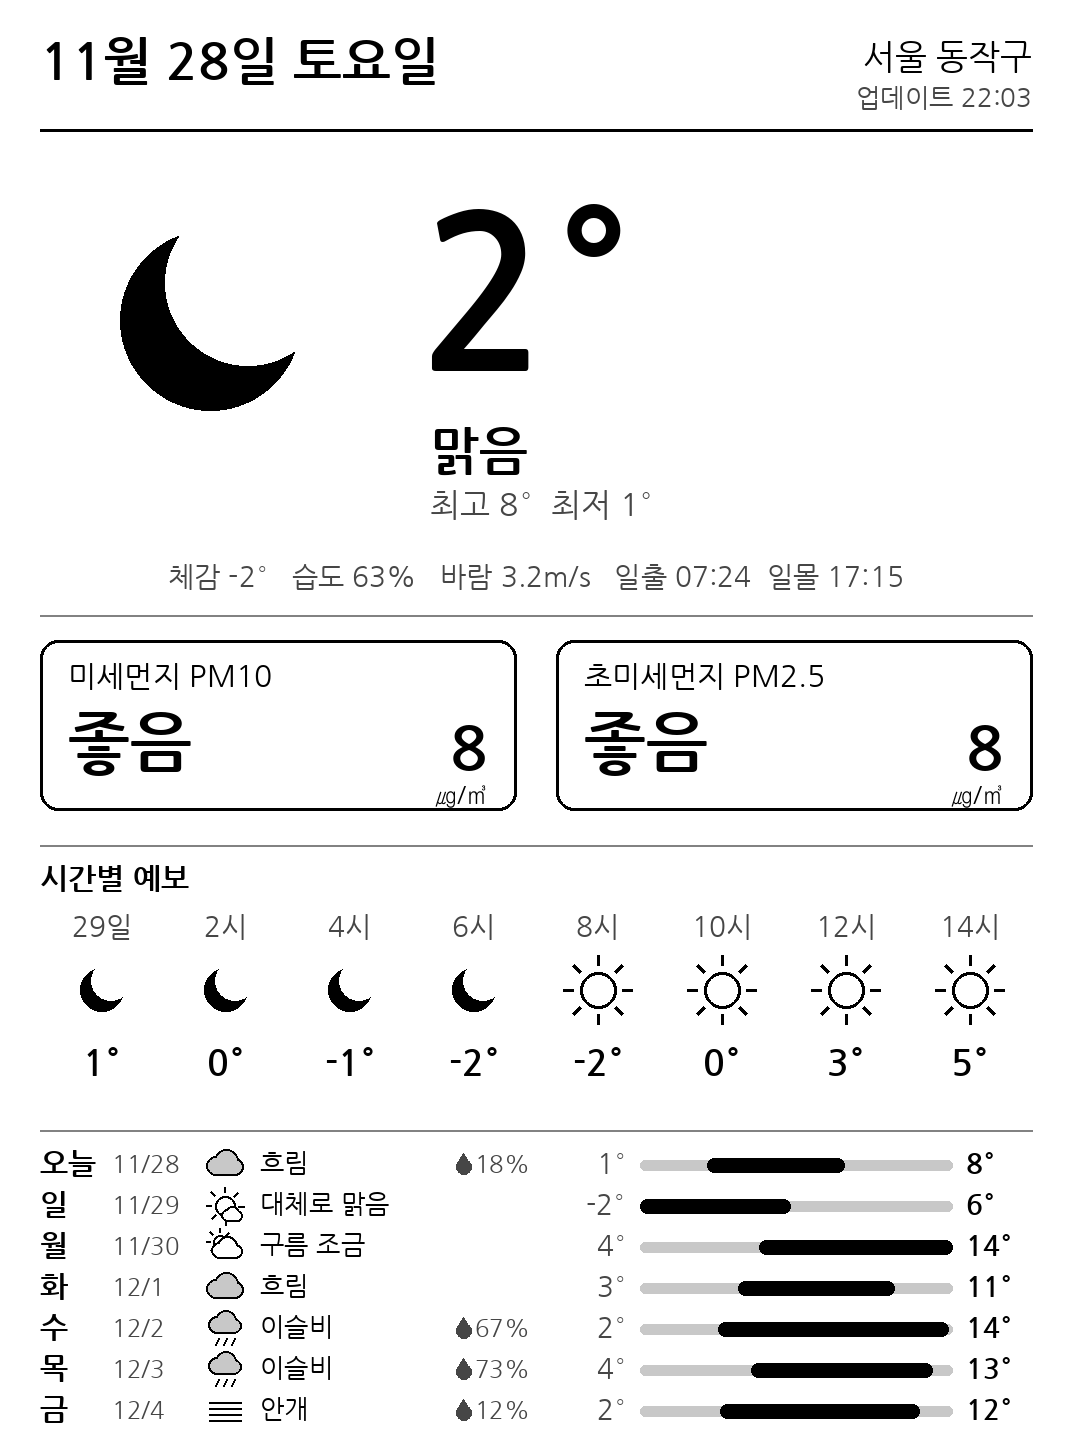 11월 28일 토요일
서울 동작구
업데이트 22:03
2°
맑음
최고 8° 최저 1°
체감 -2° 습도 63% 바람 3.2m/s 일출 07:24 일몰 17:15
미세먼지 PM10
좋음 8
㎍/㎥
초미세먼지 PM2.5
좋음 8
㎍/㎥
시간별 예보
29일 2시 4시 6시 8시 10시 12시 14시
1° 0° -1° -2° -2° 0° 3° 5°
오늘 11/28 흐림 18% 1° 8°
일 11/29 대체로 맑음 -2° 6°
월 11/30 구름 조금 4° 14°
화 12/1 흐림 3° 11°
수 12/2 이슬비 67% 2° 14°
목 12/3 이슬비 73% 4° 13°
금 12/4 안개 12% 2° 12°